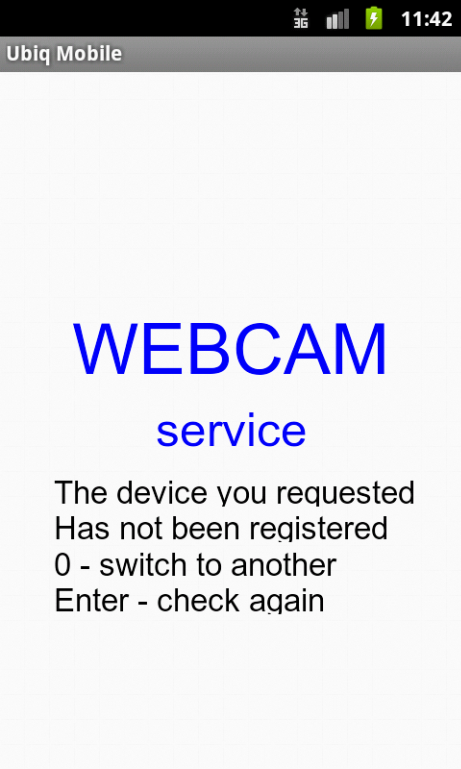 3G 11:42
Ubiq Mobile
WEBCAM
service
The device you requested
Has not been registered
0 - switch to another
Enter - check again